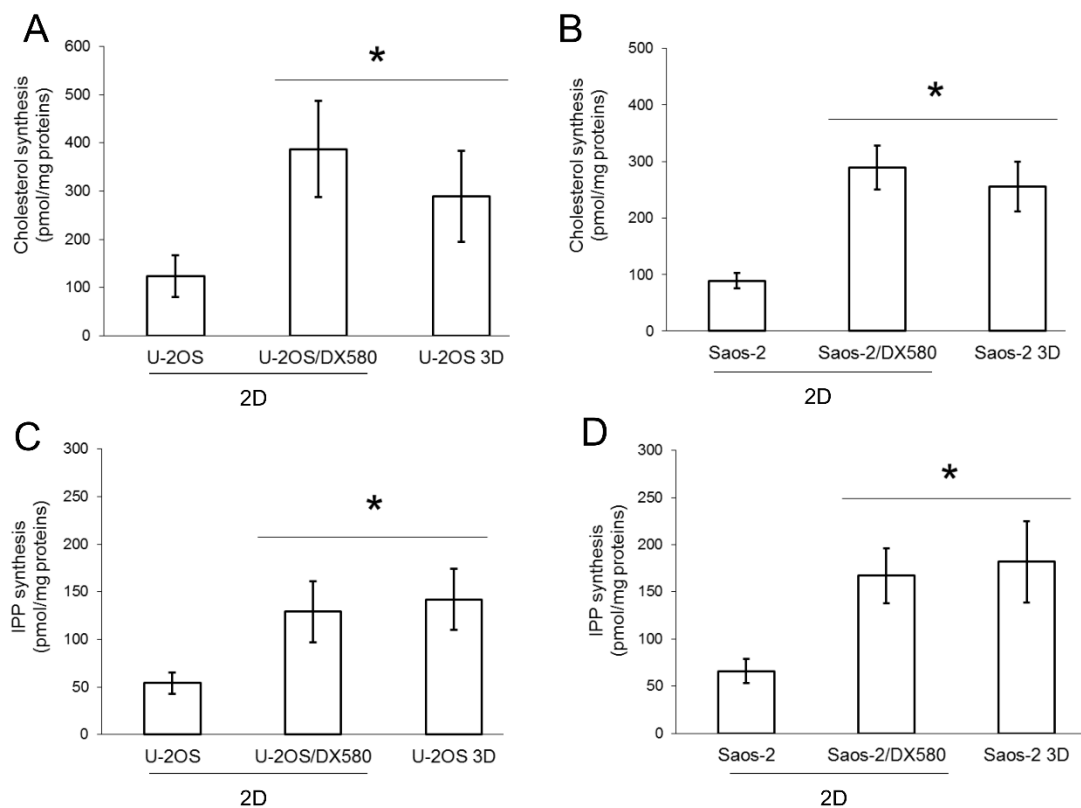 A
Cholesterol synthesis
(pmol/mg proteins)
600
500
400
300
200
100
0
*
U-2OS
U-2OS/DX580
U-2OS 3D
2D
B
Cholesterol synthesis
(pmol/mg proteins)
500
400
300
200
100
0
*
Saos-2
Saos-2/DX580
Saos-2 3D
2D
C
IPP synthesis
(pmol/mg proteins)
300
250
200
150
100
50
0
*
U-2OS
U-2OS/DX580
U-2OS 3D
2D
D
IPP synthesis
(pmol/mg proteins)
300
250
200
150
100
50
0
*
Saos-2
Saos-2/DX580
Saos-2 3D
2D